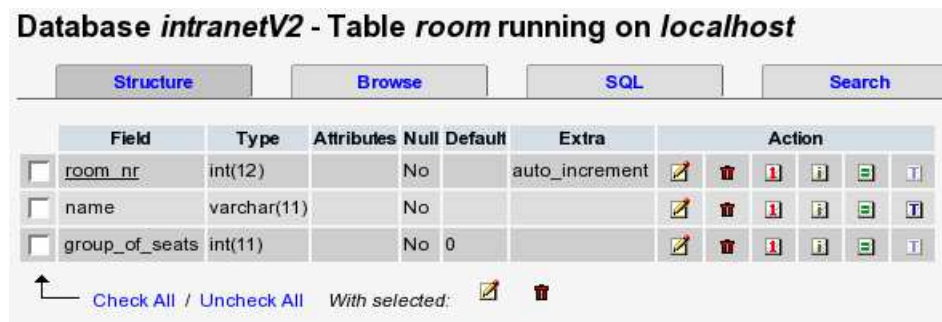 Database intranetV2 - Table room running on localhost
Structure Browse SQL Search
Field Type Attributes Null Default Extra Action
room_nr int(12) No auto_increment
name varchar(11) No
group_of_seats int(11) No 0
Check All / Uncheck All With selected: